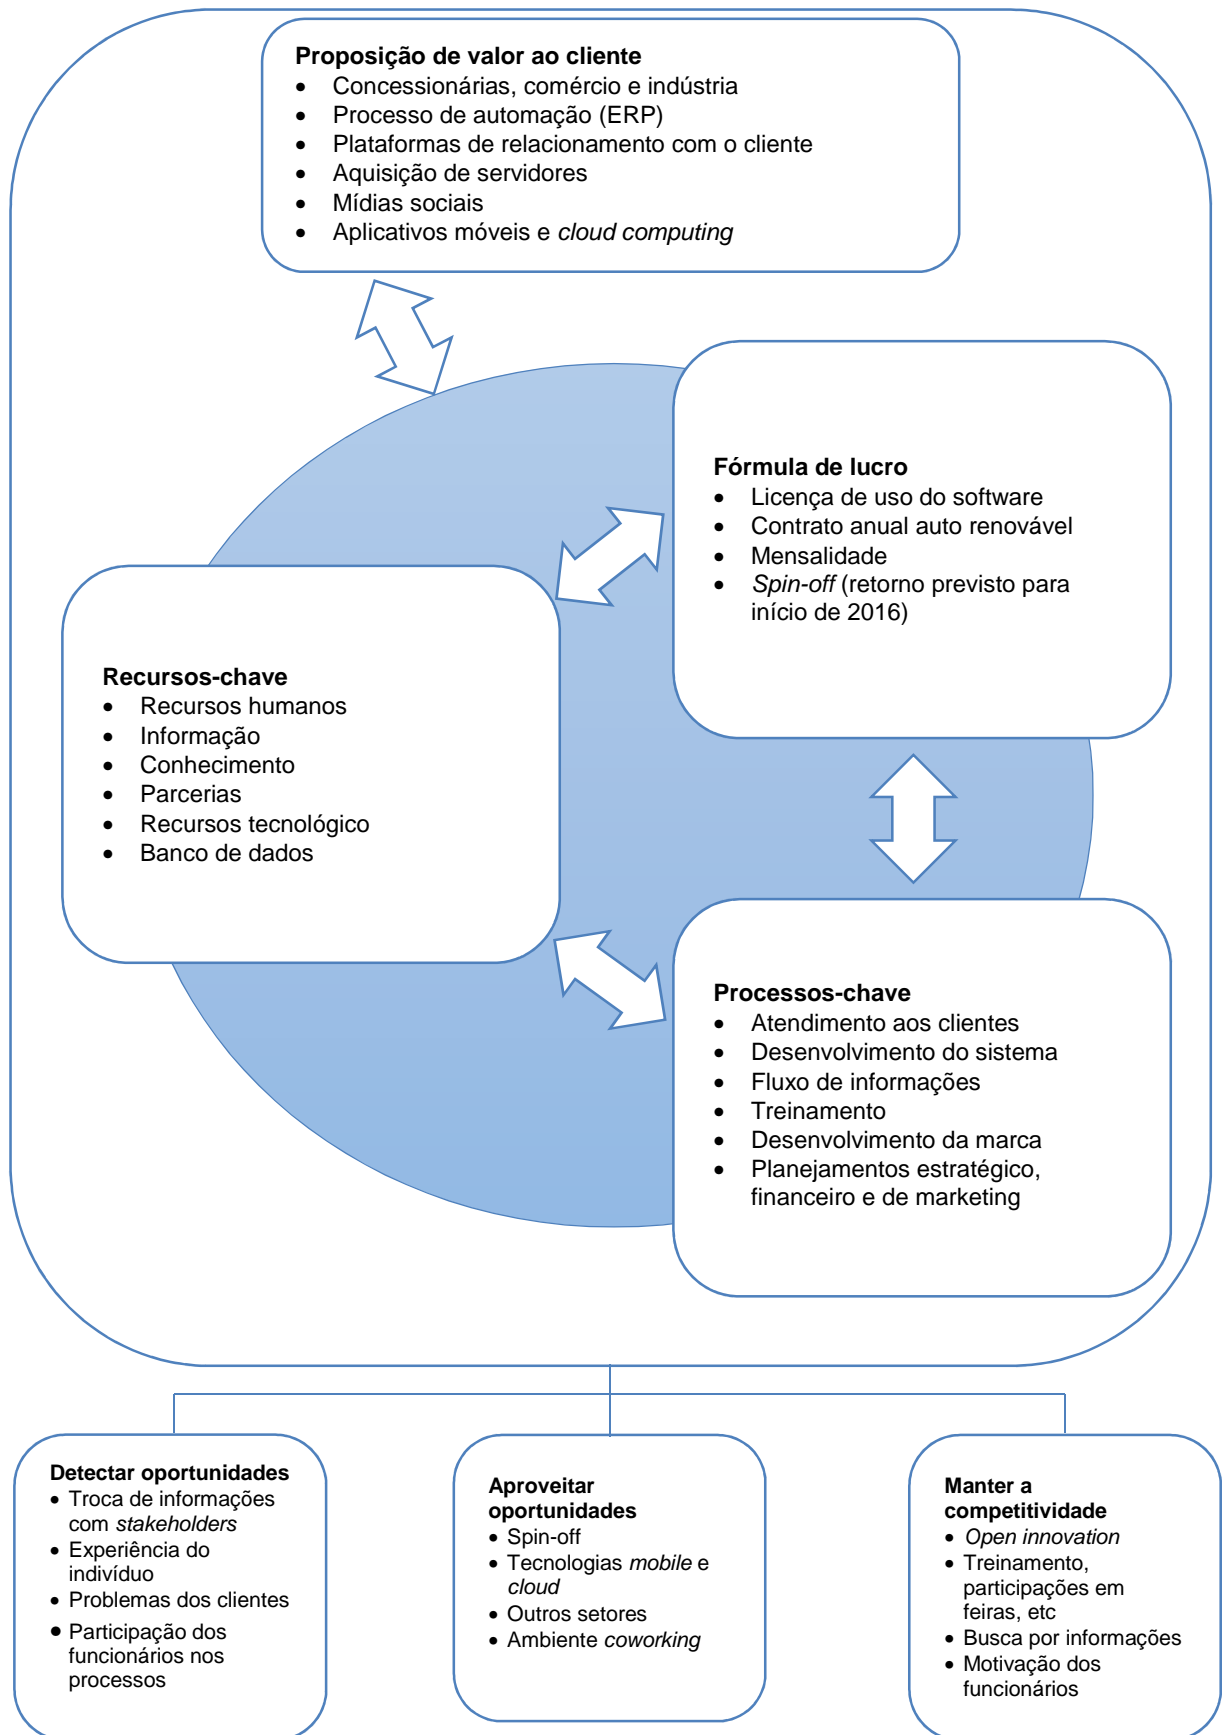 Proposição de valor ao cliente
• Concessionárias, comércio e indústria
• Processo de automação (ERP)
• Plataformas de relacionamento com o cliente
• Aquisição de servidores
• Mídias sociais
• Aplicativos móveis e cloud computing
Fórmula de lucro
• Licença de uso do software
• Contrato anual auto renovável
• Mensalidade
• Spin-off (retorno previsto para
início de 2016)
Recursos-chave
• Recursos humanos
• Informação
• Conhecimento
• Parcerias
• Recursos tecnológico
• Banco de dados
Processos-chave
• Atendimento aos clientes
• Desenvolvimento do sistema
• Fluxo de informações
• Treinamento
• Desenvolvimento da marca
• Planejamentos estratégico,
financeiro e de marketing
Detectar oportunidades
• Troca de informações
com stakeholders
• Experiência do
indivíduo
• Problemas dos clientes
• Participação dos
funcionários nos
processos
Aproveitar
oportunidades
• Spin-off
• Tecnologias mobile e
cloud
• Outros setores
• Ambiente coworking
Manter a
competitividade
• Open innovation
• Treinamento,
participações em
feiras, etc
• Busca por informações
• Motivação dos
funcionários